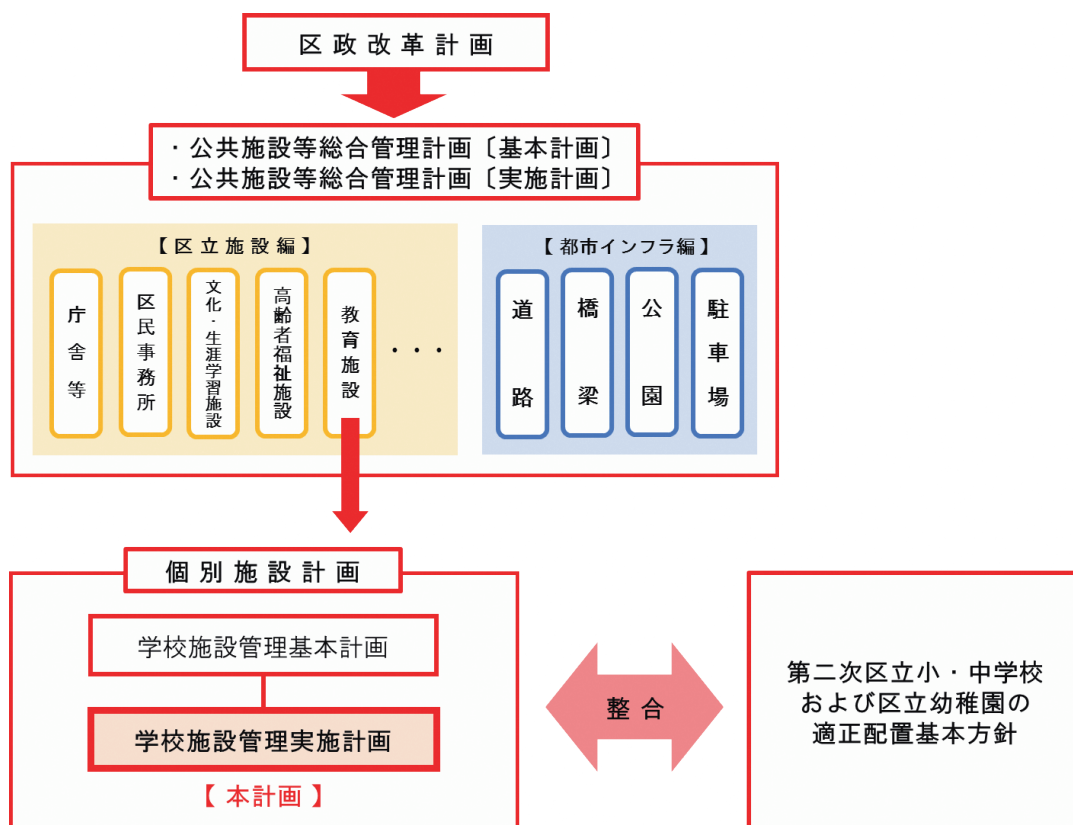 区政改革計画
・公共施設等総合管理計画〔基本計画〕
・公共施設等総合管理計画〔実施計画〕
【区立施設編】
庁舎等
区民事務所
文化・生涯学習施設
高齢者福祉施設
教育施設
・・・
【都市インフラ編】
道路
橋梁
公園
駐車場
個別施設計画
学校施設管理基本計画
学校施設管理実施計画
【本計画】
整合
第二次区立小・中学校
および区立幼稚園の
適正配置基本方針